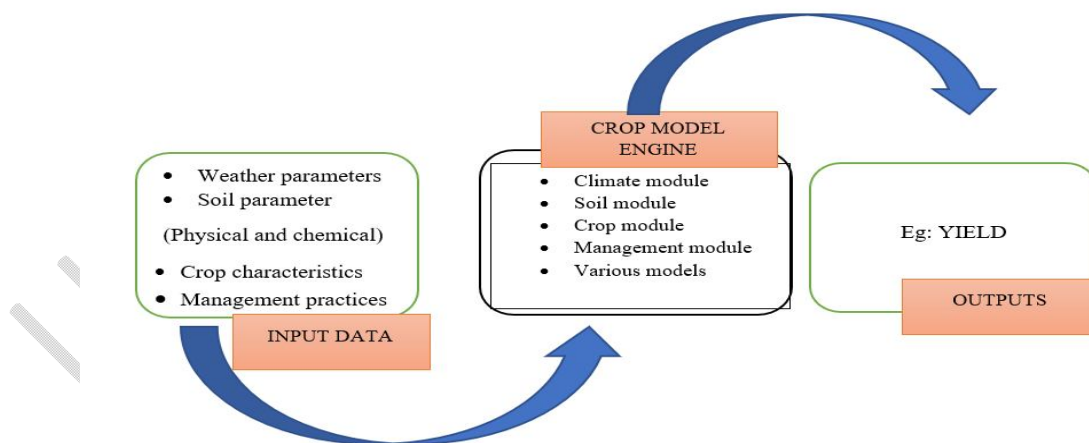 • Weather parameters
• Soil parameter
(Physical and chemical)
• Crop characteristics
• Management practices
INPUT DATA
CROP MODEL
ENGINE
• Climate module
• Soil module
• Crop module
• Management module
• Various models
Eg: YIELD
OUTPUTS